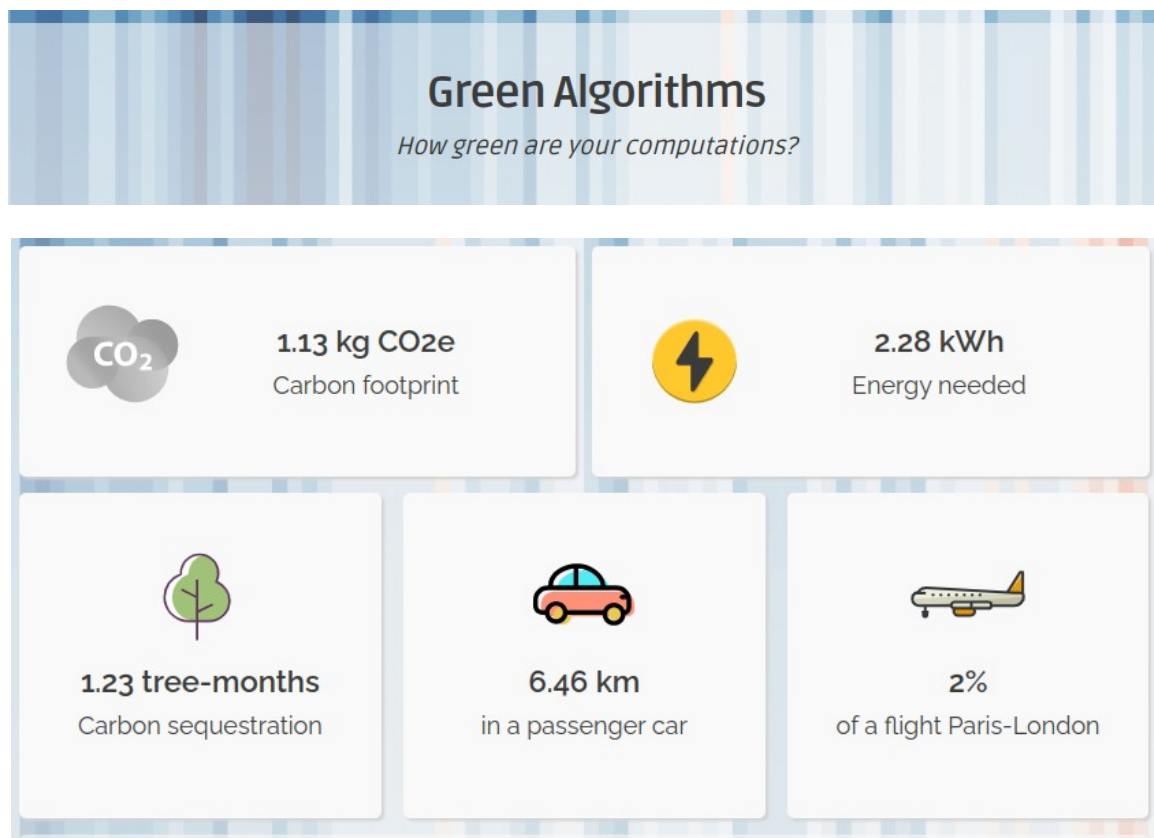 Green Algorithms
How green are your computations?
CO2
1.13 kg CO2e
Carbon footprint
2.28 kWh
Energy needed
1.23 tree-months
Carbon sequestration
6.46 km
in a passenger car
2%
of a flight Paris-London